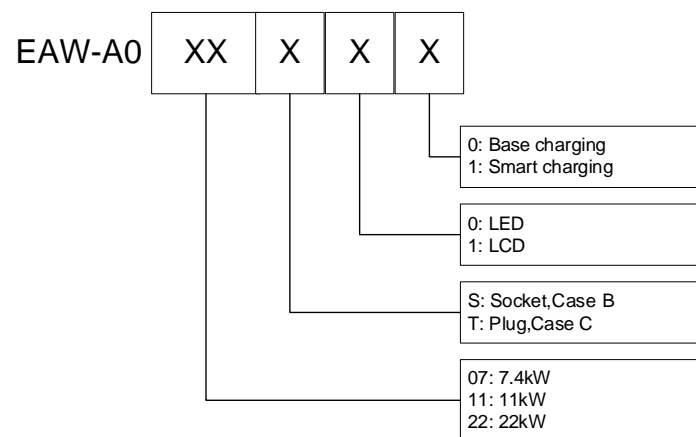 EAW-A0 XX X X X
0: Base charging
1: Smart charging
0: LED
1: LCD
S: Socket,Case B
T: Plug,Case C
07: 7.4kW
11: 11kW
22: 22kW